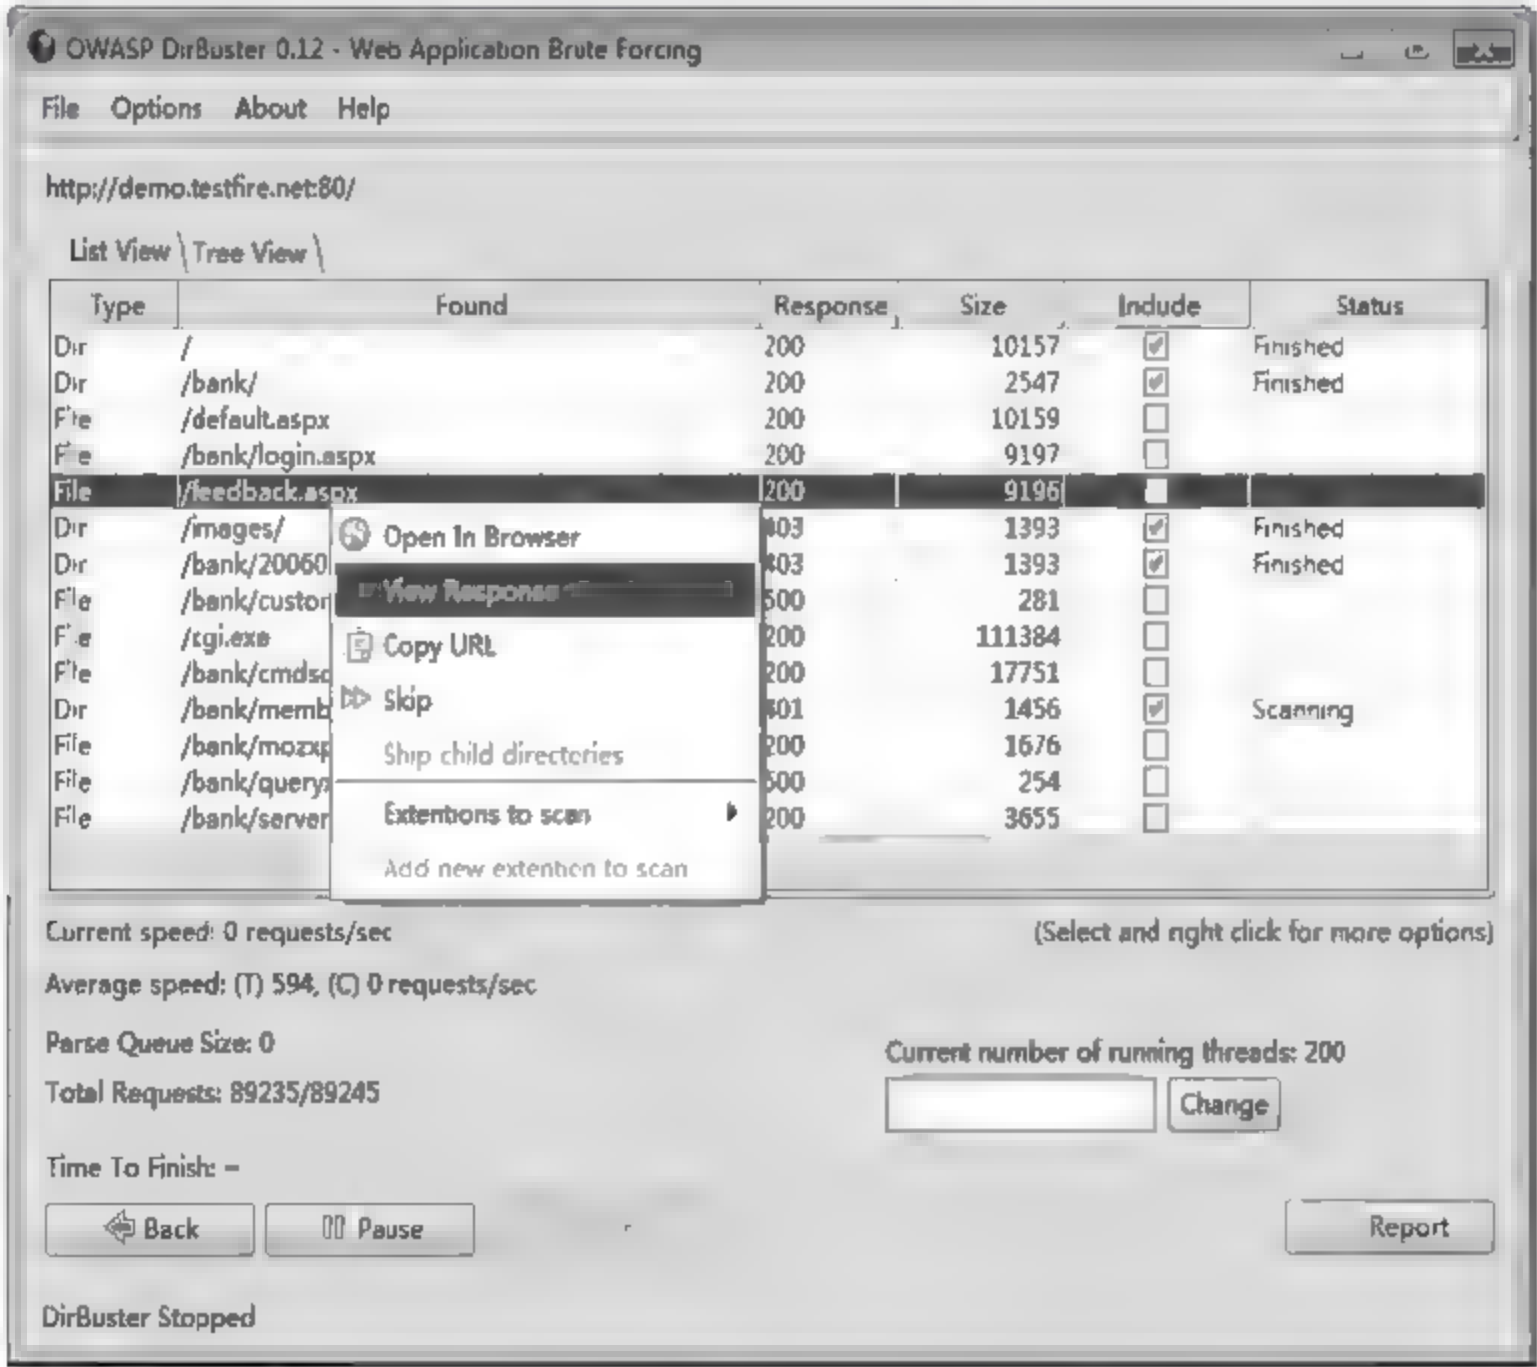 OWASP DirBuster 0.12 - Web Application Brute Forcing
File Options About Help
http://demo.testfire.net:80/
List View Tree View
Type Found Response Size Include Status
Dir / 200 10157 Finished
Dir /bank/ 200 2547 Finished
File /default.aspx 200 10159
File /bank/login.aspx 200 9197
File /feedback.aspx 200 9196
Dir /images/ 403 1393 Finished
Dir /bank/20060 403 1393 Finished
File /bank/custor 500 281
File /cgi.exe 200 111384
File /bank/cmdsc 200 17751
Dir /bank/memb 401 1456 Scanning
File /bank/mozxp 200 1676
File /bank/queryx 500 254
File /bank/server 200 3655
Open In Browser
View Response
Copy URL
Skip
Skip child directories
Extentions to scan
Add new extention to scan
Current speed: 0 requests/sec
(Select and right click for more options)
Average speed: (T) 594, (C) 0 requests/sec
Parse Queue Size: 0
Current number of running threads: 200
Total Requests: 89235/89245
Change
Time To Finish: --
Back
Pause
Report
DirBuster Stopped